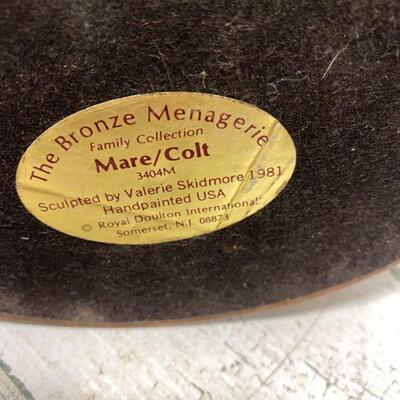 The Bronze Menagerie
Family Collection
Mare/Colt
3404M
Sculpted by Valerie Skidmore 1981
Handpainted USA
© Royal Doulton International
Somerset, N.J. 08873